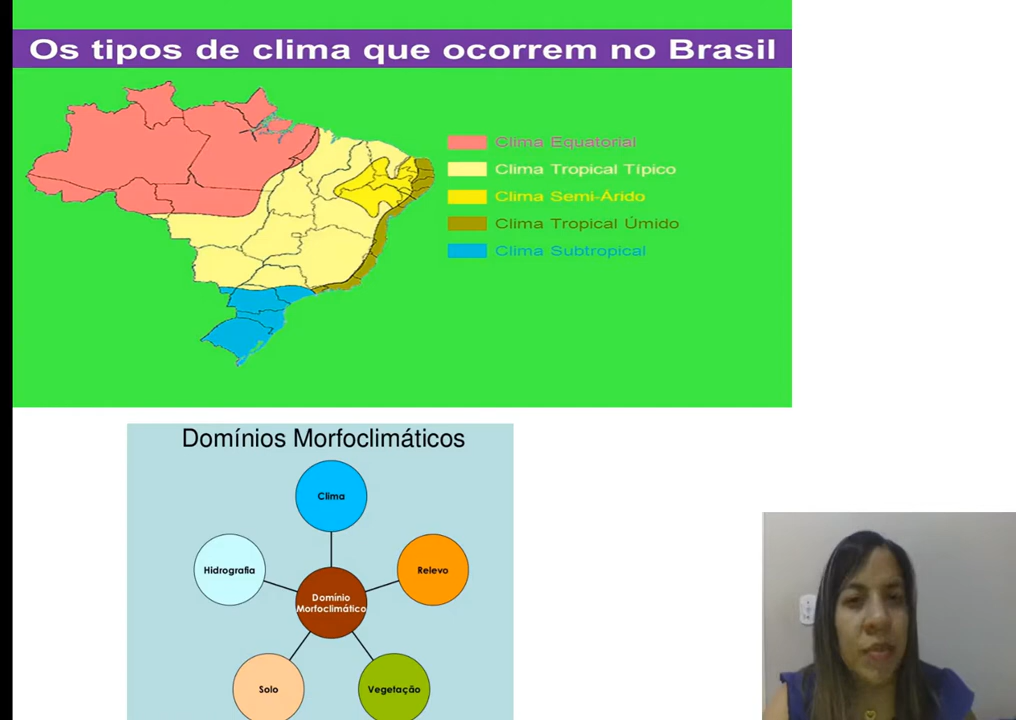 Os tipos de clima que ocorrem no Brasil
Clima Equatorial
Clima Tropical Típico
Clima Semi-Árido
Clima Tropical Úmido
Clima Subtropical
Domínios Morfoclimáticos
Clima
Hidrografia
Relevo
Domínio
Morfoclimático
Solo
Vegetação